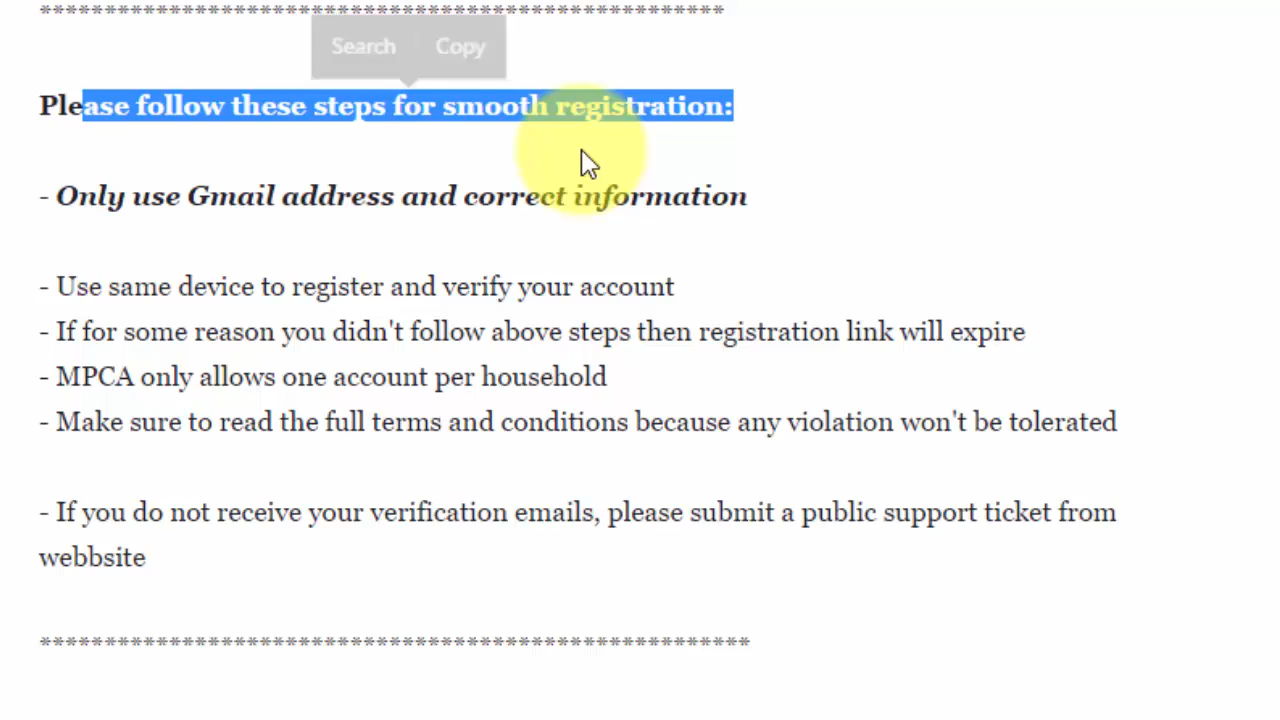 ******************************************************
Search Copy
Please follow these steps for smooth registration:
- Only use Gmail address and correct information
- Use same device to register and verify your account
- If for some reason you didn't follow above steps then registration link will expire
- MPCA only allows one account per household
- Make sure to read the full terms and conditions because any violation won't be tolerated
- If you do not receive your verification emails, please submit a public support ticket from
webbsite
********************************************************